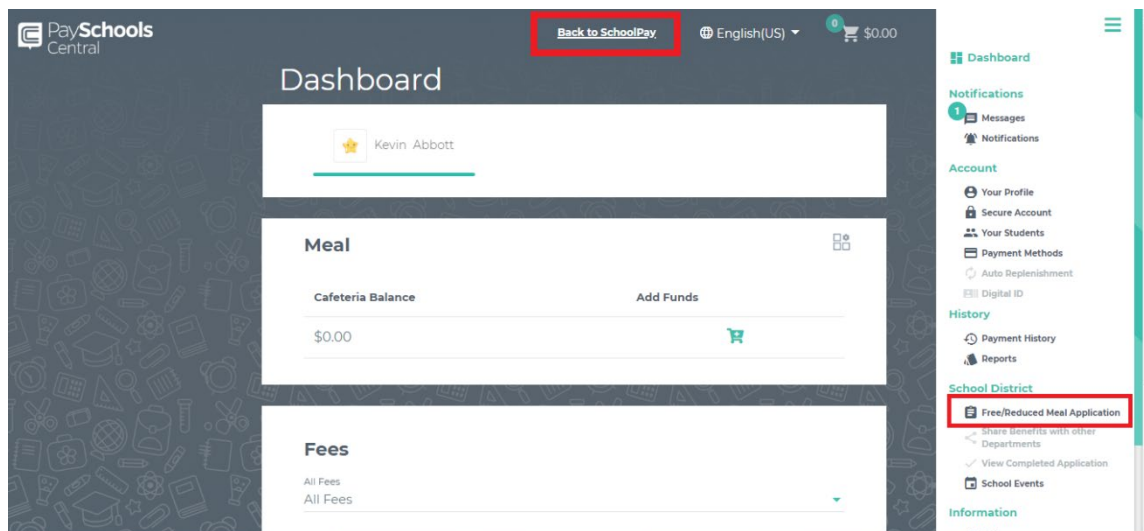 PaySchools
Central
Back to SchoolPay
English(US)
0
$0.00
Dashboard
Kevin Abbott
Meal
Cafeteria Balance
Add Funds
$0.00
Fees
All Fees
All Fees
Dashboard
Notifications
1
Messages
Notifications
Account
Your Profile
Secure Account
Your Students
Payment Methods
Auto Replenishment
Digital ID
History
Payment History
Reports
School District
Free/Reduced Meal Application
Share Benefits with other
Departments
View Completed Application
School Events
Information